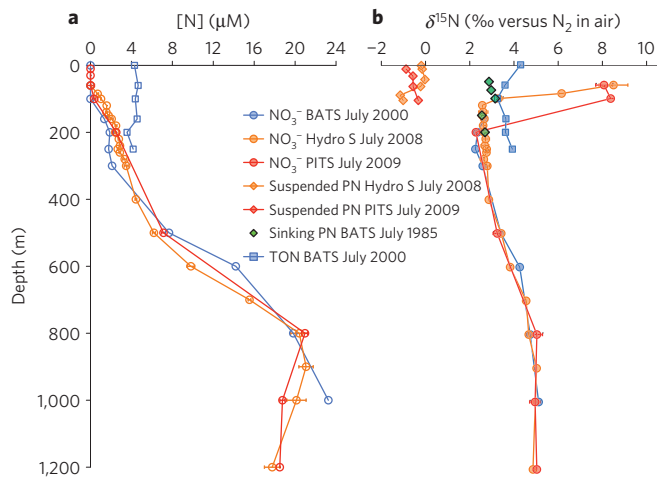 a
[N] (μM)
0 4 8 12 16 20 24
b
δ¹⁵N (‰ versus N₂ in air)
−2 0 2 4 6 8 10
Depth (m)
0
200
400
600
800
1,000
1,200
NO₃⁻ BATS July 2000
NO₃⁻ Hydro S July 2008
NO₃⁻ PITS July 2009
Suspended PN Hydro S July 2008
Suspended PN PITS July 2009
Sinking PN BATS July 1985
TON BATS July 2000